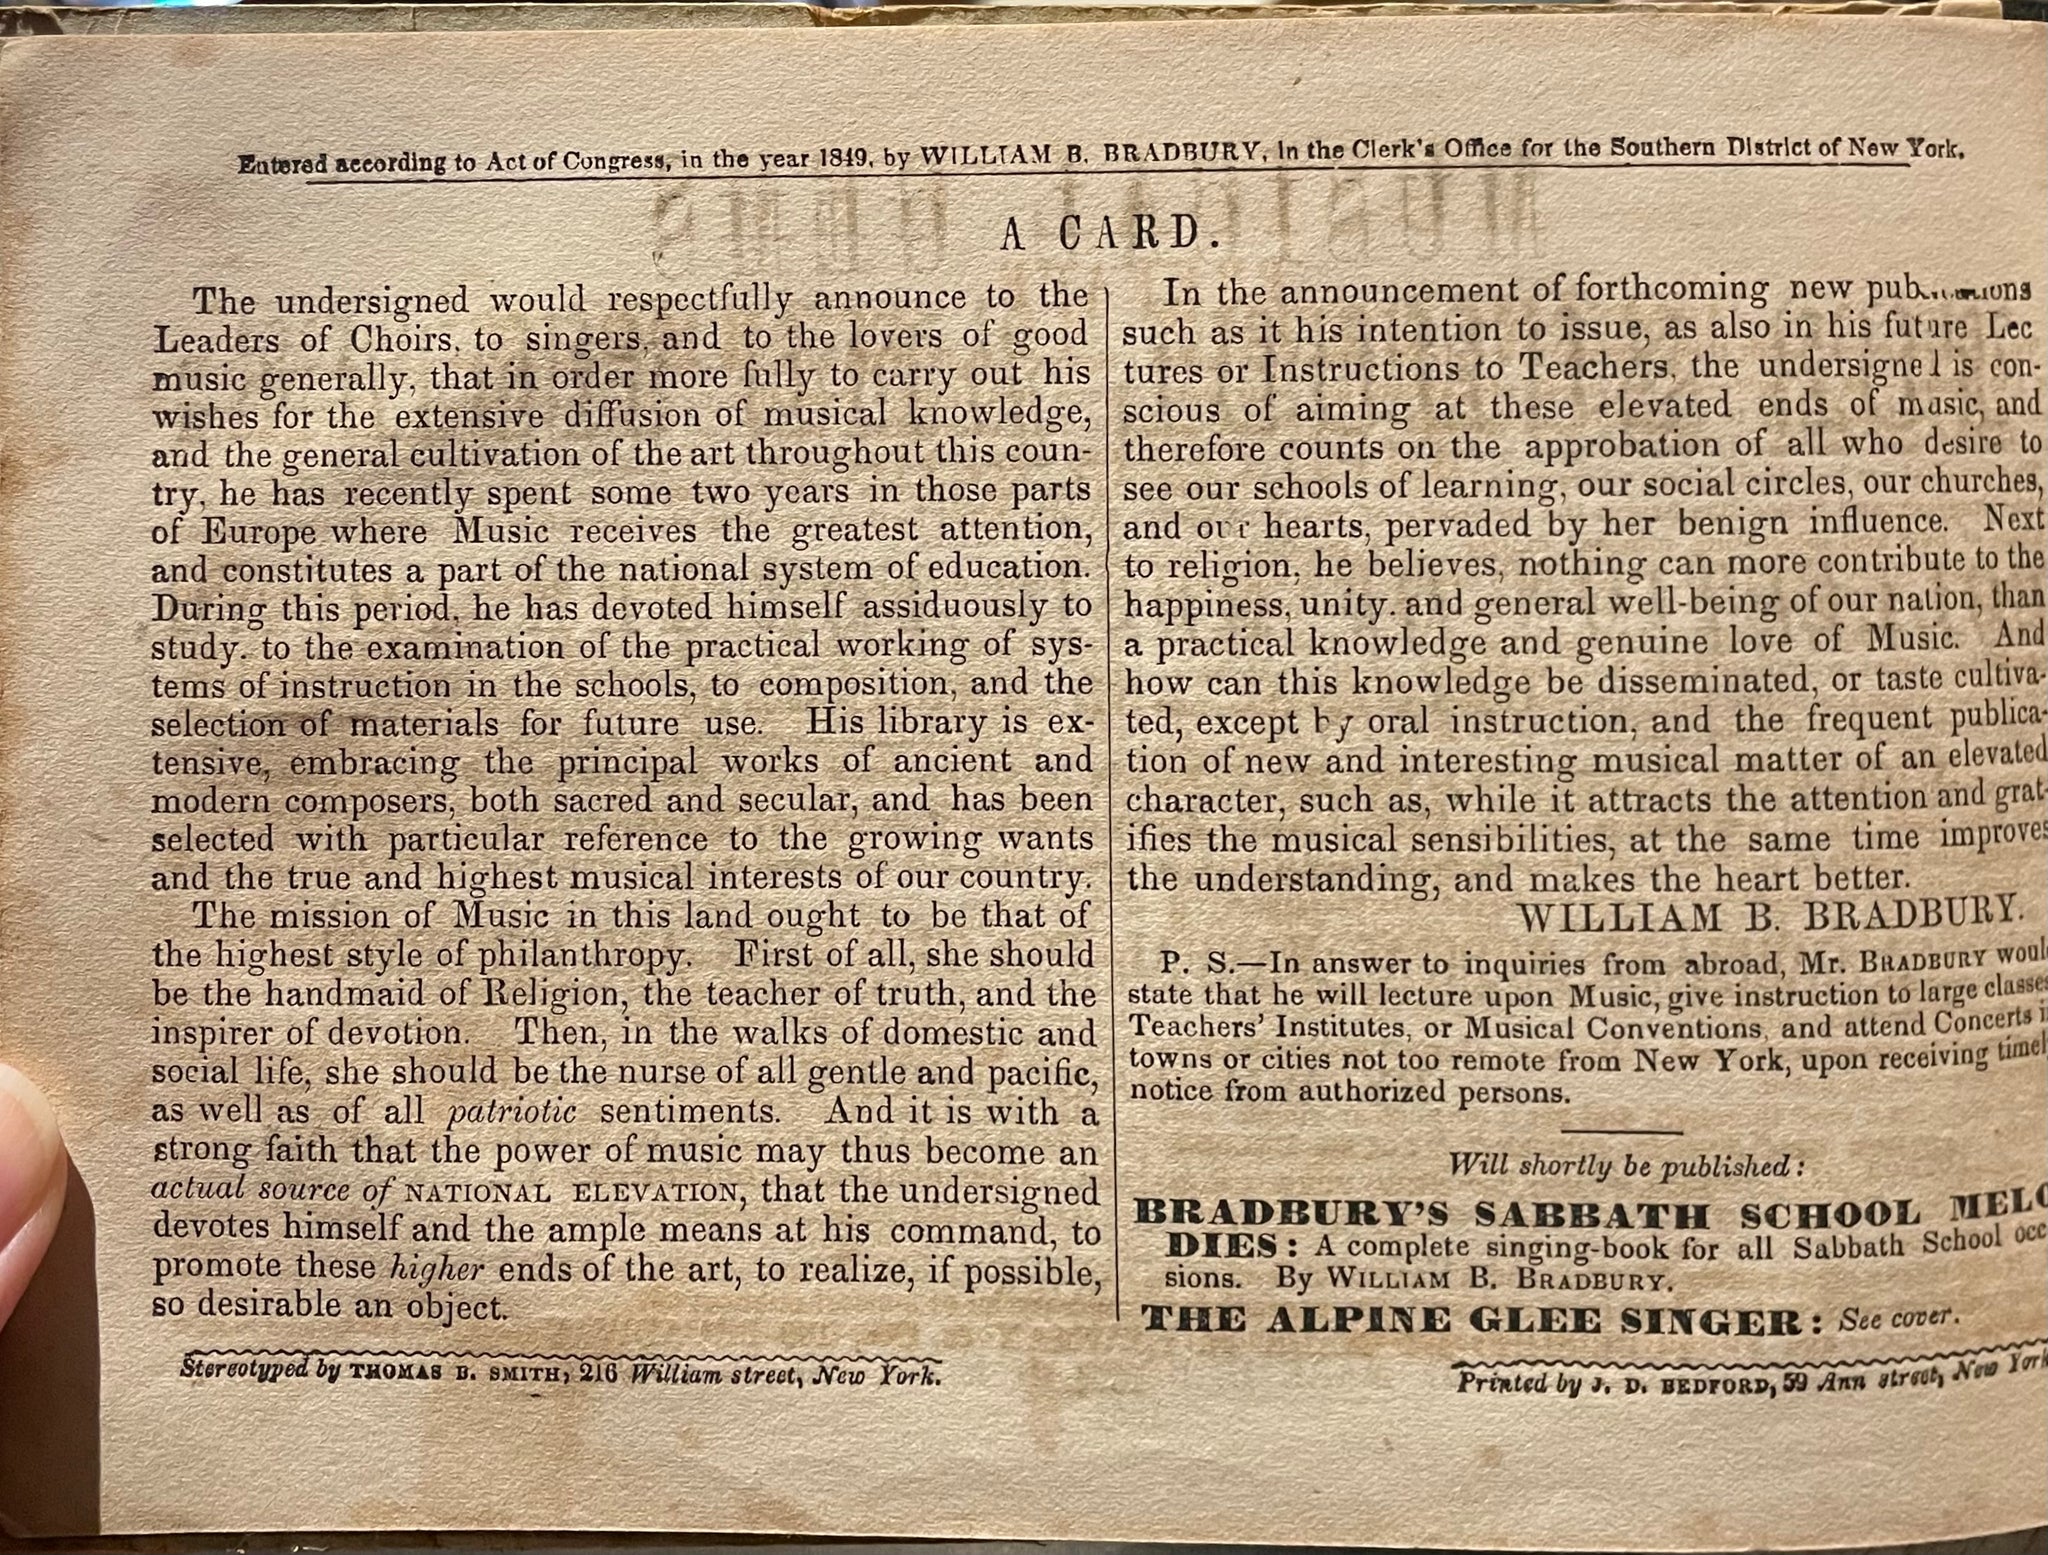 Entered according to Act of Congress, in the year 1849, by WILLIAM B. BRADBURY, in the Clerk's Office for the Southern District of New York.
MUSICAL GEMS
A CARD.
The undersigned would respectfully announce to the
Leaders of Choirs, to singers, and to the lovers of good
music generally, that in order more fully to carry out his
wishes for the extensive diffusion of musical knowledge,
and the general cultivation of the art throughout this coun-
try, he has recently spent some two years in those parts
of Europe where Music receives the greatest attention,
and constitutes a part of the national system of education.
During this period, he has devoted himself assiduously to
study. to the examination of the practical working of sys-
tems of instruction in the schools, to composition, and the
selection of materials for future use. His library is ex-
tensive, embracing the principal works of ancient and
modern composers, both sacred and secular, and has been
selected with particular reference to the growing wants
and the true and highest musical interests of our country.
The mission of Music in this land ought to be that of
the highest style of philanthropy. First of all, she should
be the handmaid of Religion, the teacher of truth, and the
inspirer of devotion. Then, in the walks of domestic and
social life, she should be the nurse of all gentle and pacific,
as well as of all patriotic sentiments. And it is with a
strong faith that the power of music may thus become an
actual source of NATIONAL ELEVATION, that the undersigned
devotes himself and the ample means at his command, to
promote these higher ends of the art, to realize, if possible,
so desirable an object.
In the announcement of forthcoming new
such as it his intention to issue, as also in his future Lec
tures or Instructions to Teachers, the undersigned is con-
scious of aiming at these elevated ends of music, and
therefore counts on the approbation of all who desire to
see our schools of learning, our social circles, our churches,
and our hearts, pervaded by her benign influence. Next
to religion, he believes, nothing can more contribute to the
happiness, unity. and general well-being of our nation, than
a practical knowledge and genuine love of Music. And
how can this knowledge be disseminated, or taste cultiva-
ted, except by oral instruction, and the frequent publica-
tion of new and interesting musical matter of an elevated
character, such as, while it attracts the attention and grat-
ifies the musical sensibilities, at the same time improves
the understanding, and makes the heart better.
WILLIAM B. BRADBURY.
P. S.—In answer to inquiries from abroad, Mr. BRADBURY woul
state that he will lecture upon Music, give instruction to large classes
Teachers' Institutes, or Musical Conventions, and attend Concerts i
towns or cities not too remote from New York, upon receiving timel
notice from authorized persons.
Will shortly be published:
BRADBURY'S SABBATH SCHOOL MELO
DIES: A complete singing-book for all Sabbath School occ
sions. By WILLIAM B. BRADBURY.
THE ALPINE GLEE SINGER: See cover.
Stereotyped by THOMAS B. SMITH, 216 William street, New York.
Printed by J. D. BEDFORD, 59 Ann street, New York